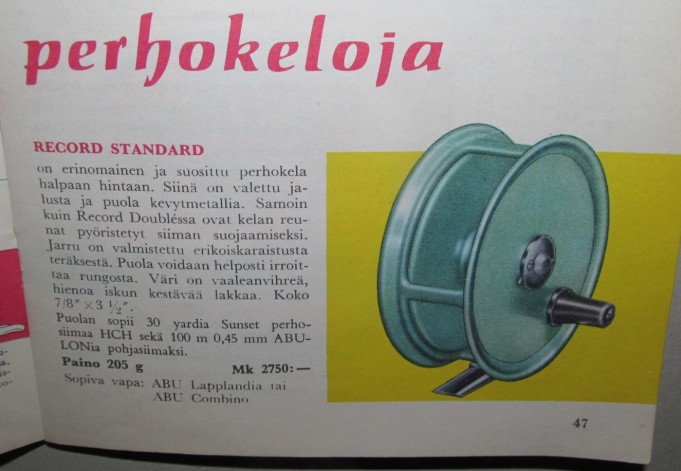 perhokeloja
RECORD STANDARD
on erinomainen ja suosittu perhokela
halpaan hintaan. Siinä on valettu ja-
lusta ja puola kevytmetallia. Samoin
kuin Record Doubléssa ovat kelan reu-
nat pyöristetyt siiman suojaamiseksi.
Jarru on valmistettu erikoiskaraistusta
teräksestä. Puola voidaan helposti irroit-
taa rungosta. Väri on vaaleanvihreä,
hienoa iskun kestävää lakkaa. Koko
7/8" × 3 ½".
Puolan sopii 30 yardia Sunset perho-
siimaa HCH sekä 100 m 0,45 mm ABU-
LONia pohjasiimaksi.
Paino 205 g Mk 2750:—
Sopiva vapa: ABU Lapplandia tai
ABU Combino
47